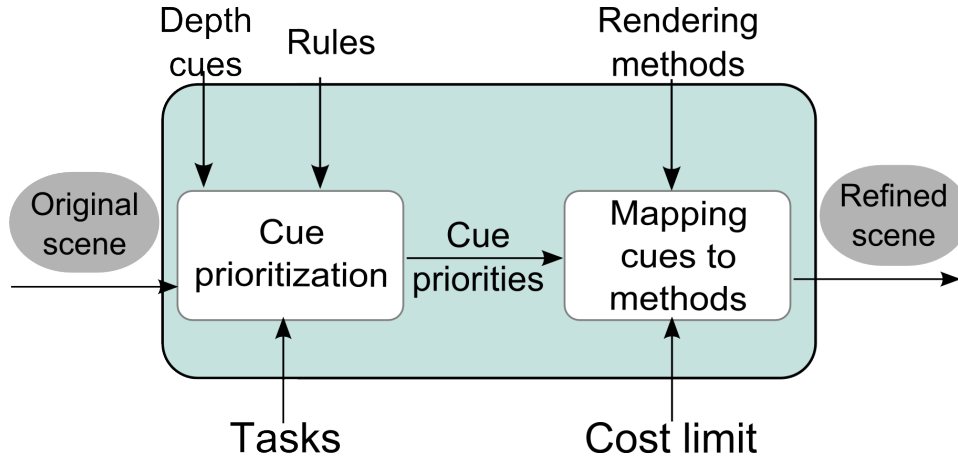 Depth
cues
Rules
Rendering
methods
Original
scene
Cue
prioritization
Cue
priorities
Mapping
cues to
methods
Refined
scene
Tasks
Cost limit